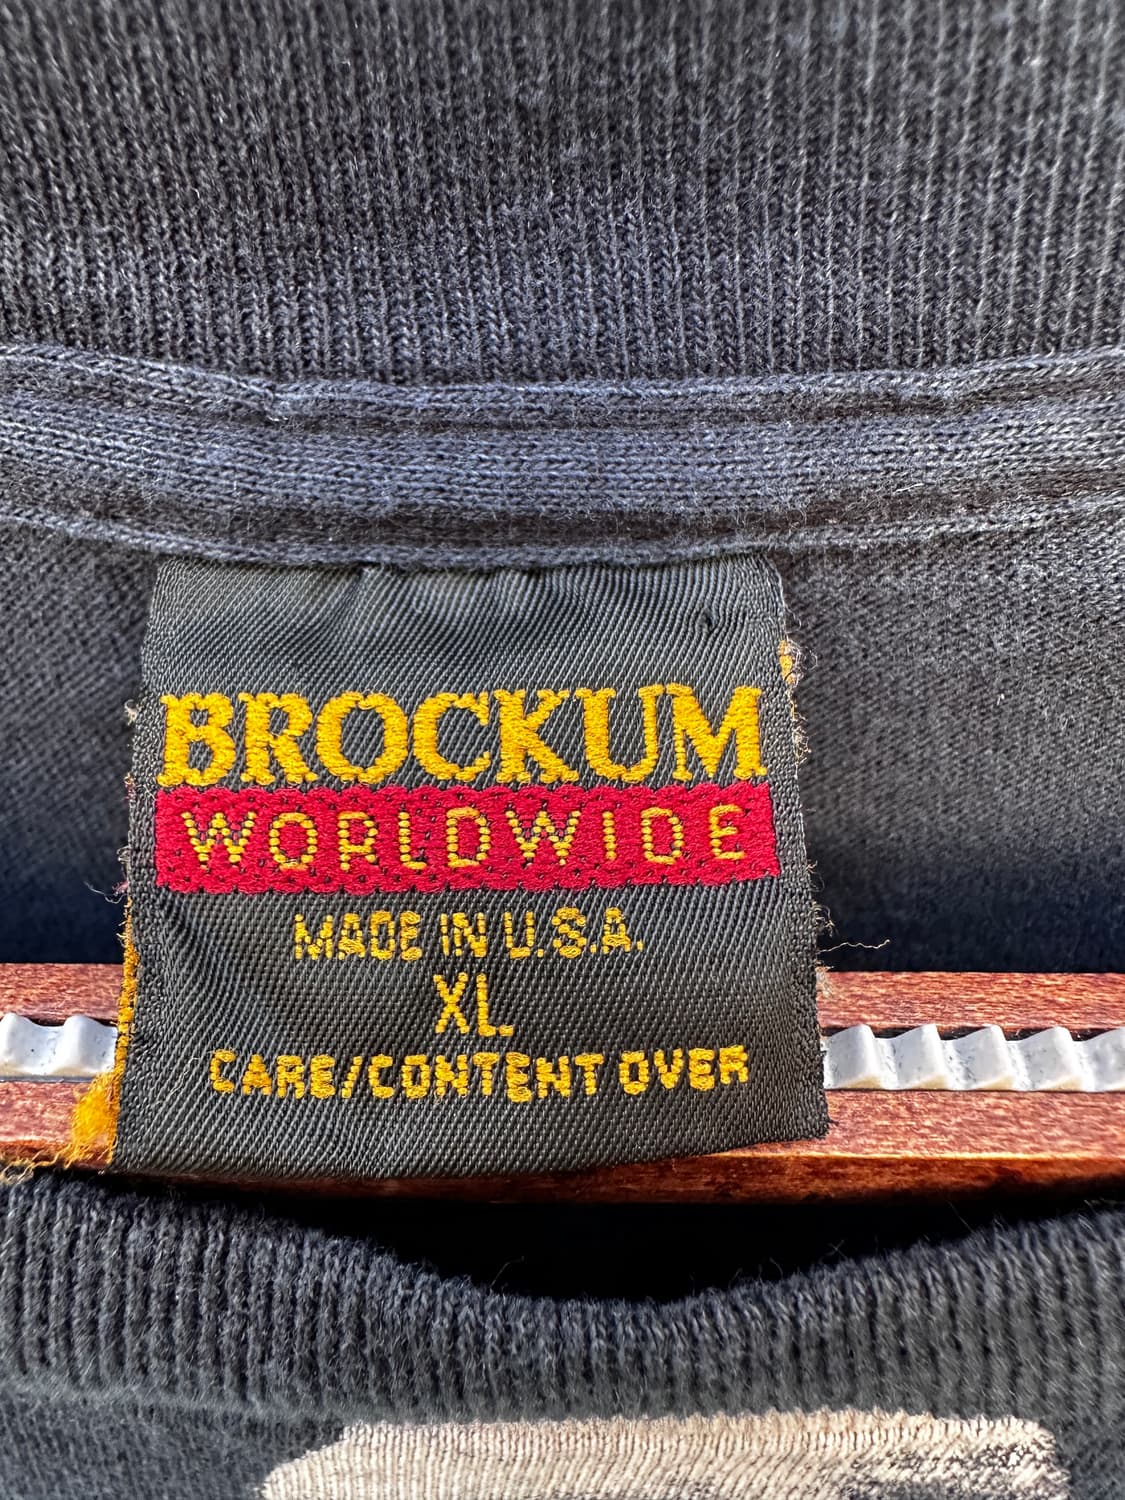 BROCKUM
WORLDWIDE
MADE IN U.S.A.
XL
CARE/CONTENT OVER